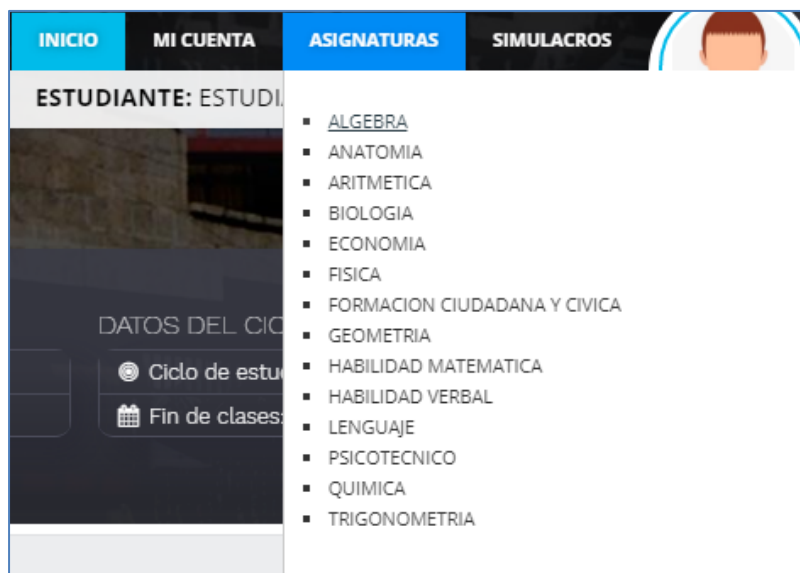 INICIO MI CUENTA ASIGNATURAS SIMULACROS
ESTUDIANTE: ESTUDI
ALGEBRA
ANATOMIA
ARITMETICA
BIOLOGIA
ECONOMIA
FISICA
FORMACION CIUDADANA Y CIVICA
GEOMETRIA
HABILIDAD MATEMATICA
HABILIDAD VERBAL
LENGUAJE
PSICOTECNICO
QUIMICA
TRIGONOMETRIA
DATOS DEL CIC
Ciclo de estu
Fin de clases: